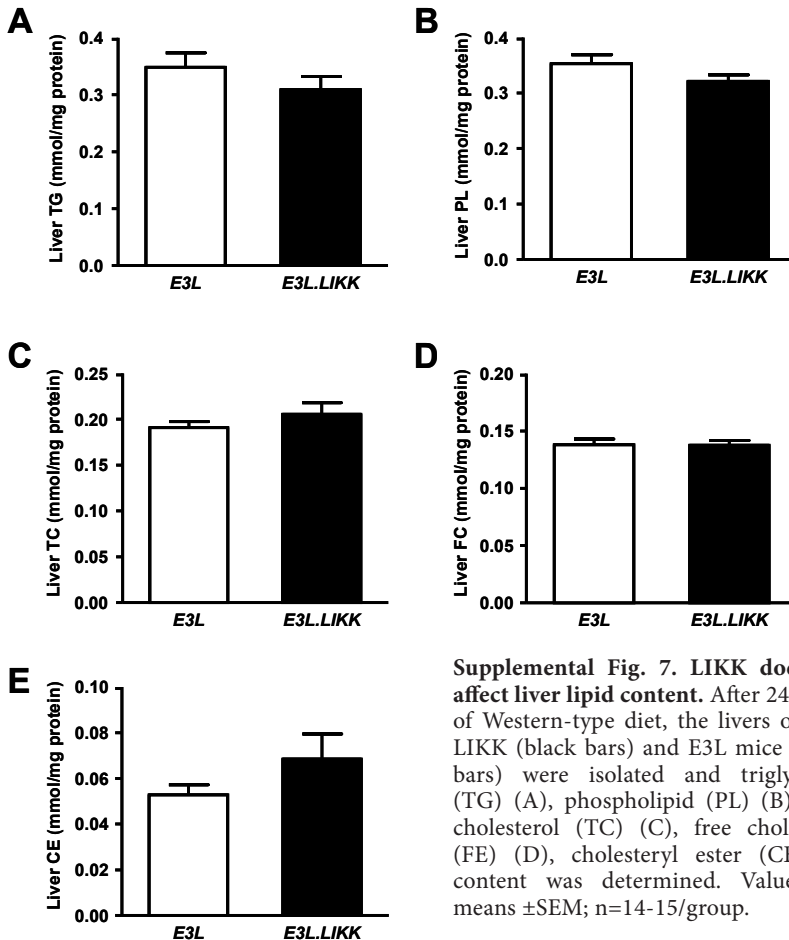 A
Liver TG (mmol/mg protein)
0.4
0.3
0.2
0.1
0.0
E3L
E3L.LIKK
B
Liver PL (mmol/mg protein)
0.4
0.3
0.2
0.1
0.0
E3L
E3L.LIKK
C
Liver TC (mmol/mg protein)
0.25
0.20
0.15
0.10
0.05
0.00
E3L
E3L.LIKK
D
Liver FC (mmol/mg protein)
0.20
0.15
0.10
0.05
0.00
E3L
E3L.LIKK
E
Liver CE (mmol/mg protein)
0.10
0.08
0.06
0.04
0.02
0.00
E3L
E3L.LIKK
Supplemental Fig. 7. LIKK doe
affect liver lipid content. After 24
of Western-type diet, the livers o
LIKK (black bars) and E3L mice
bars) were isolated and trigly
(TG) (A), phospholipid (PL) (B)
cholesterol (TC) (C), free chol
(FE) (D), cholesteryl ester (CE
content was determined. Value
means ±SEM; n=14-15/group.